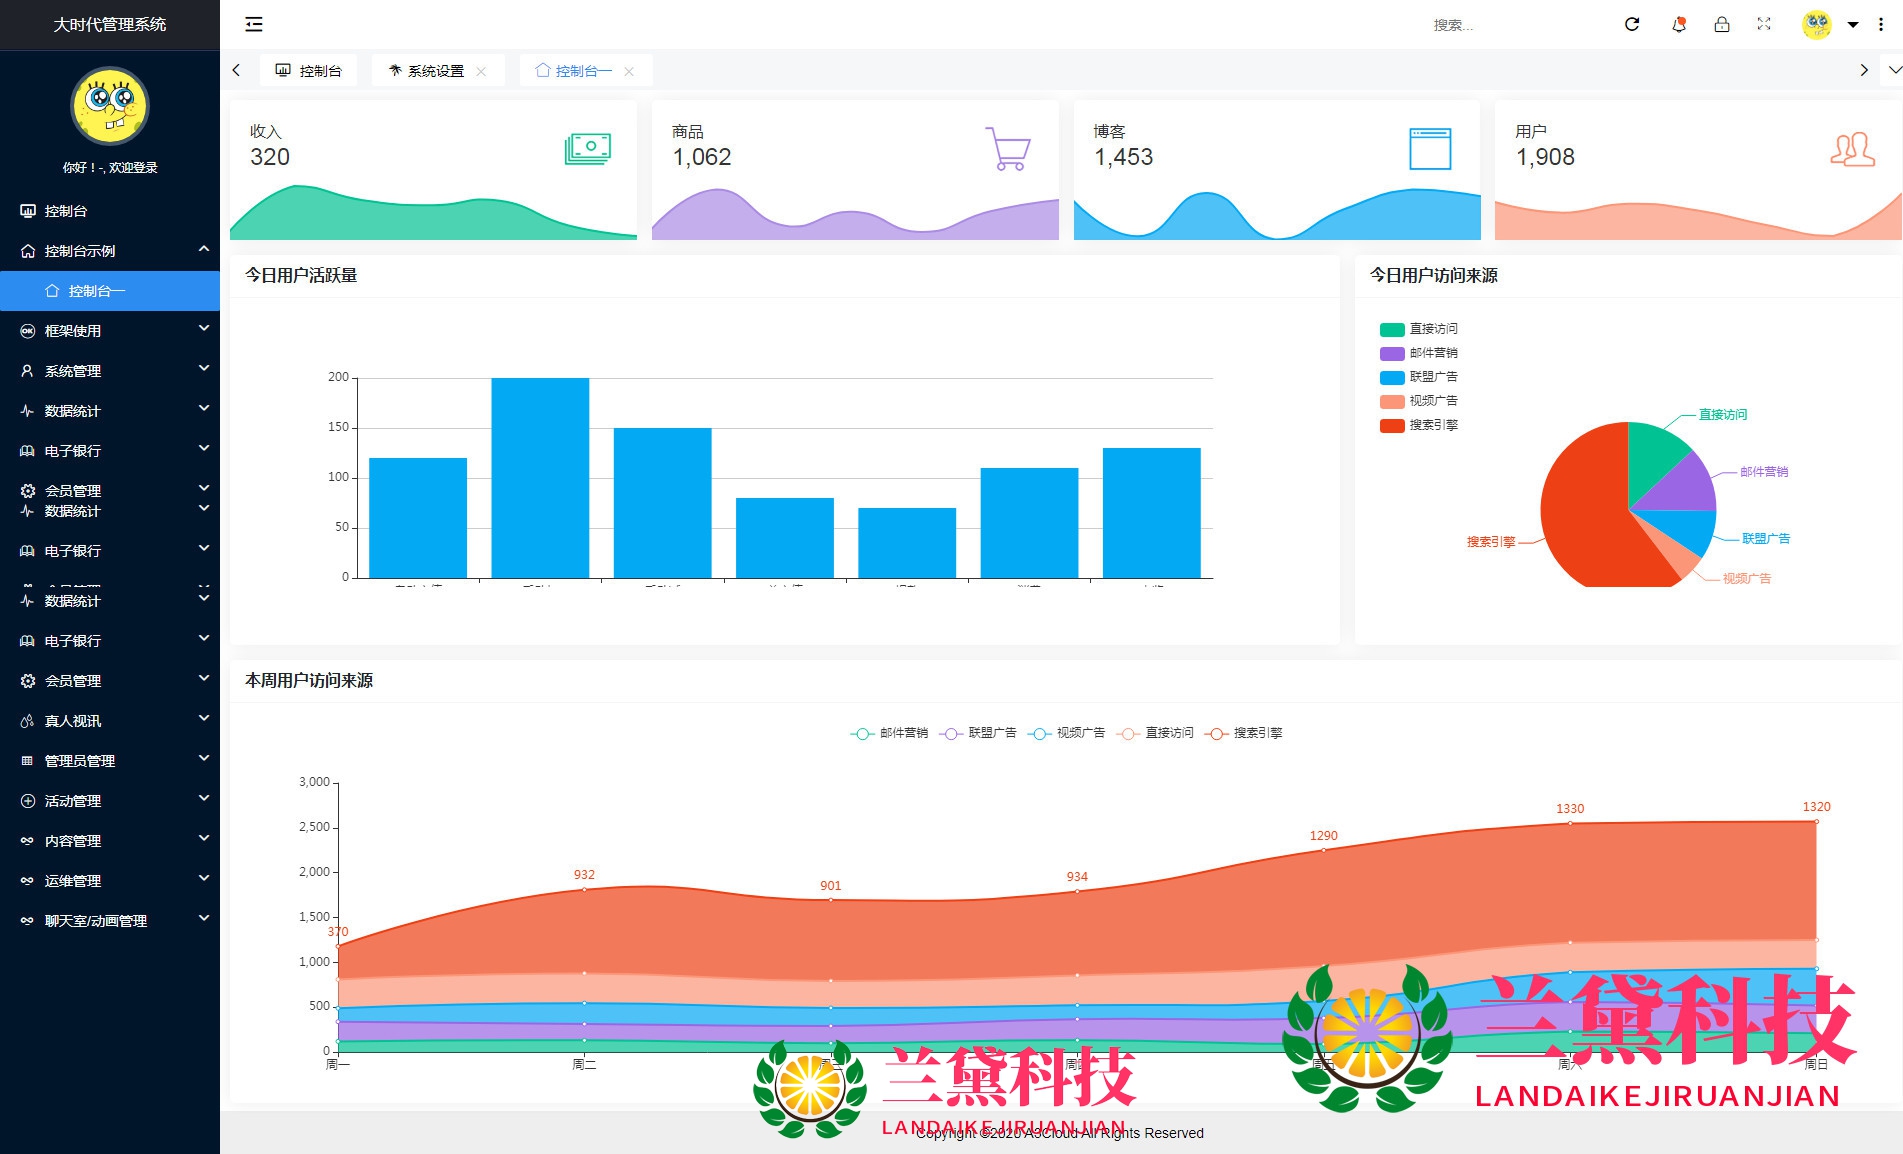 大时代管理系统
搜索...
你好！-, 欢迎登录
控制台
控制台示例
控制台一
框架使用
系统管理
数据统计
电子银行
会员管理
数据统计
电子银行
数据统计
电子银行
会员管理
真人视讯
管理员管理
活动管理
内容管理
运维管理
聊天室/动画管理
控制台
系统设置
控制台一
收入
320
商品
1,062
博客
1,453
用户
1,908
今日用户活跃量
200
150
100
50
0
今日用户访问来源
直接访问
邮件营销
联盟广告
视频广告
搜索引擎
直接访问
邮件营销
联盟广告
视频广告
搜索引擎
本周用户访问来源
邮件营销 联盟广告 视频广告 直接访问 搜索引擎
3,000
2,500
2,000
1,500
1,000
500
0
370
932
901
934
1290
1330
1320
周一 周二 周三 周四 周五 周六 周日
兰黛科技
LANDAIKEJIRUANJIAN
兰黛科技
LANDAIKEJIRUANJIAN
Copyright ©2020 A3Cloud All Rights Reserved